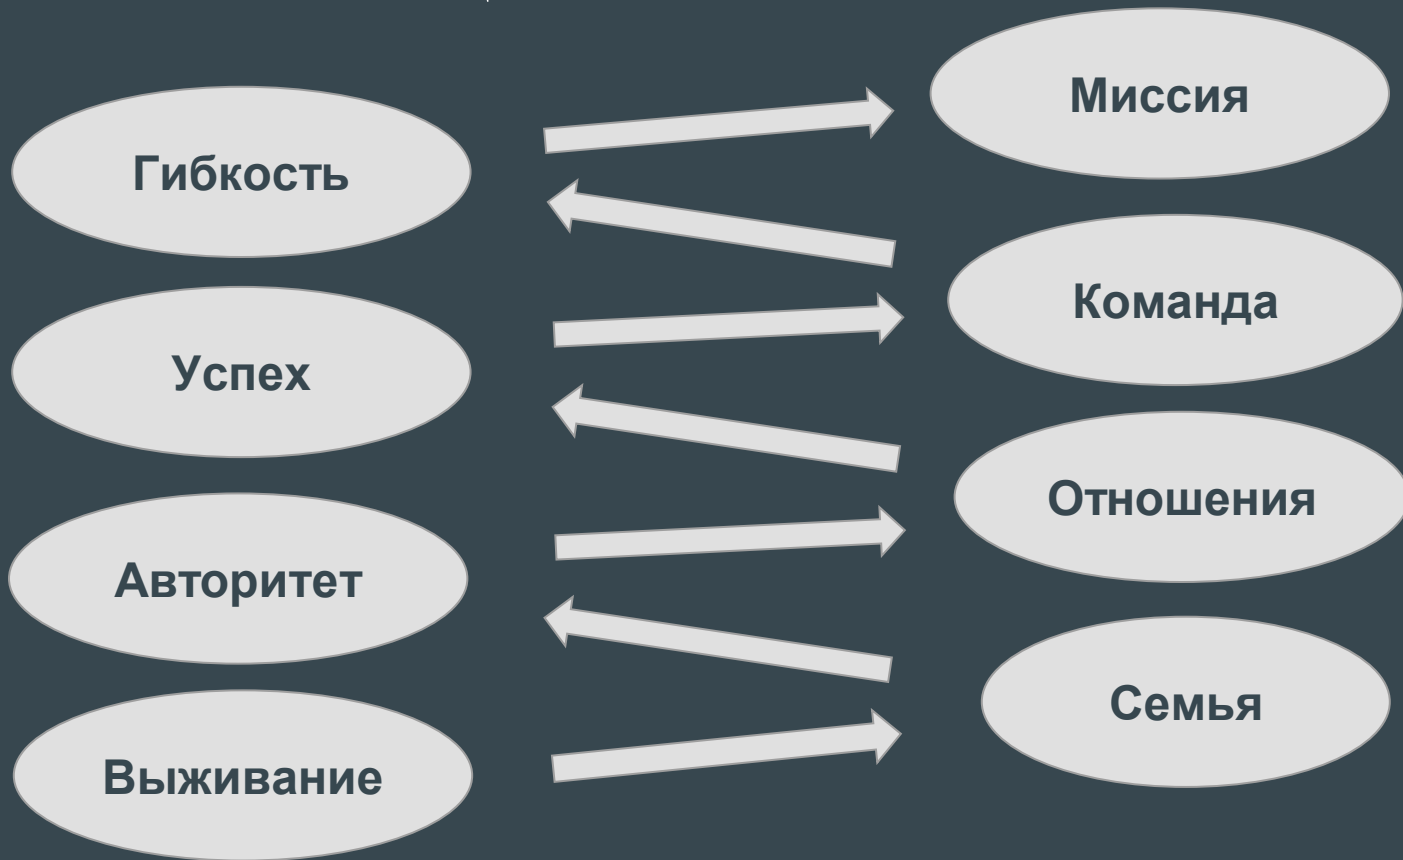 Миссия
Гибкость
Команда
Успех
Отношения
Авторитет
Семья
Выживание